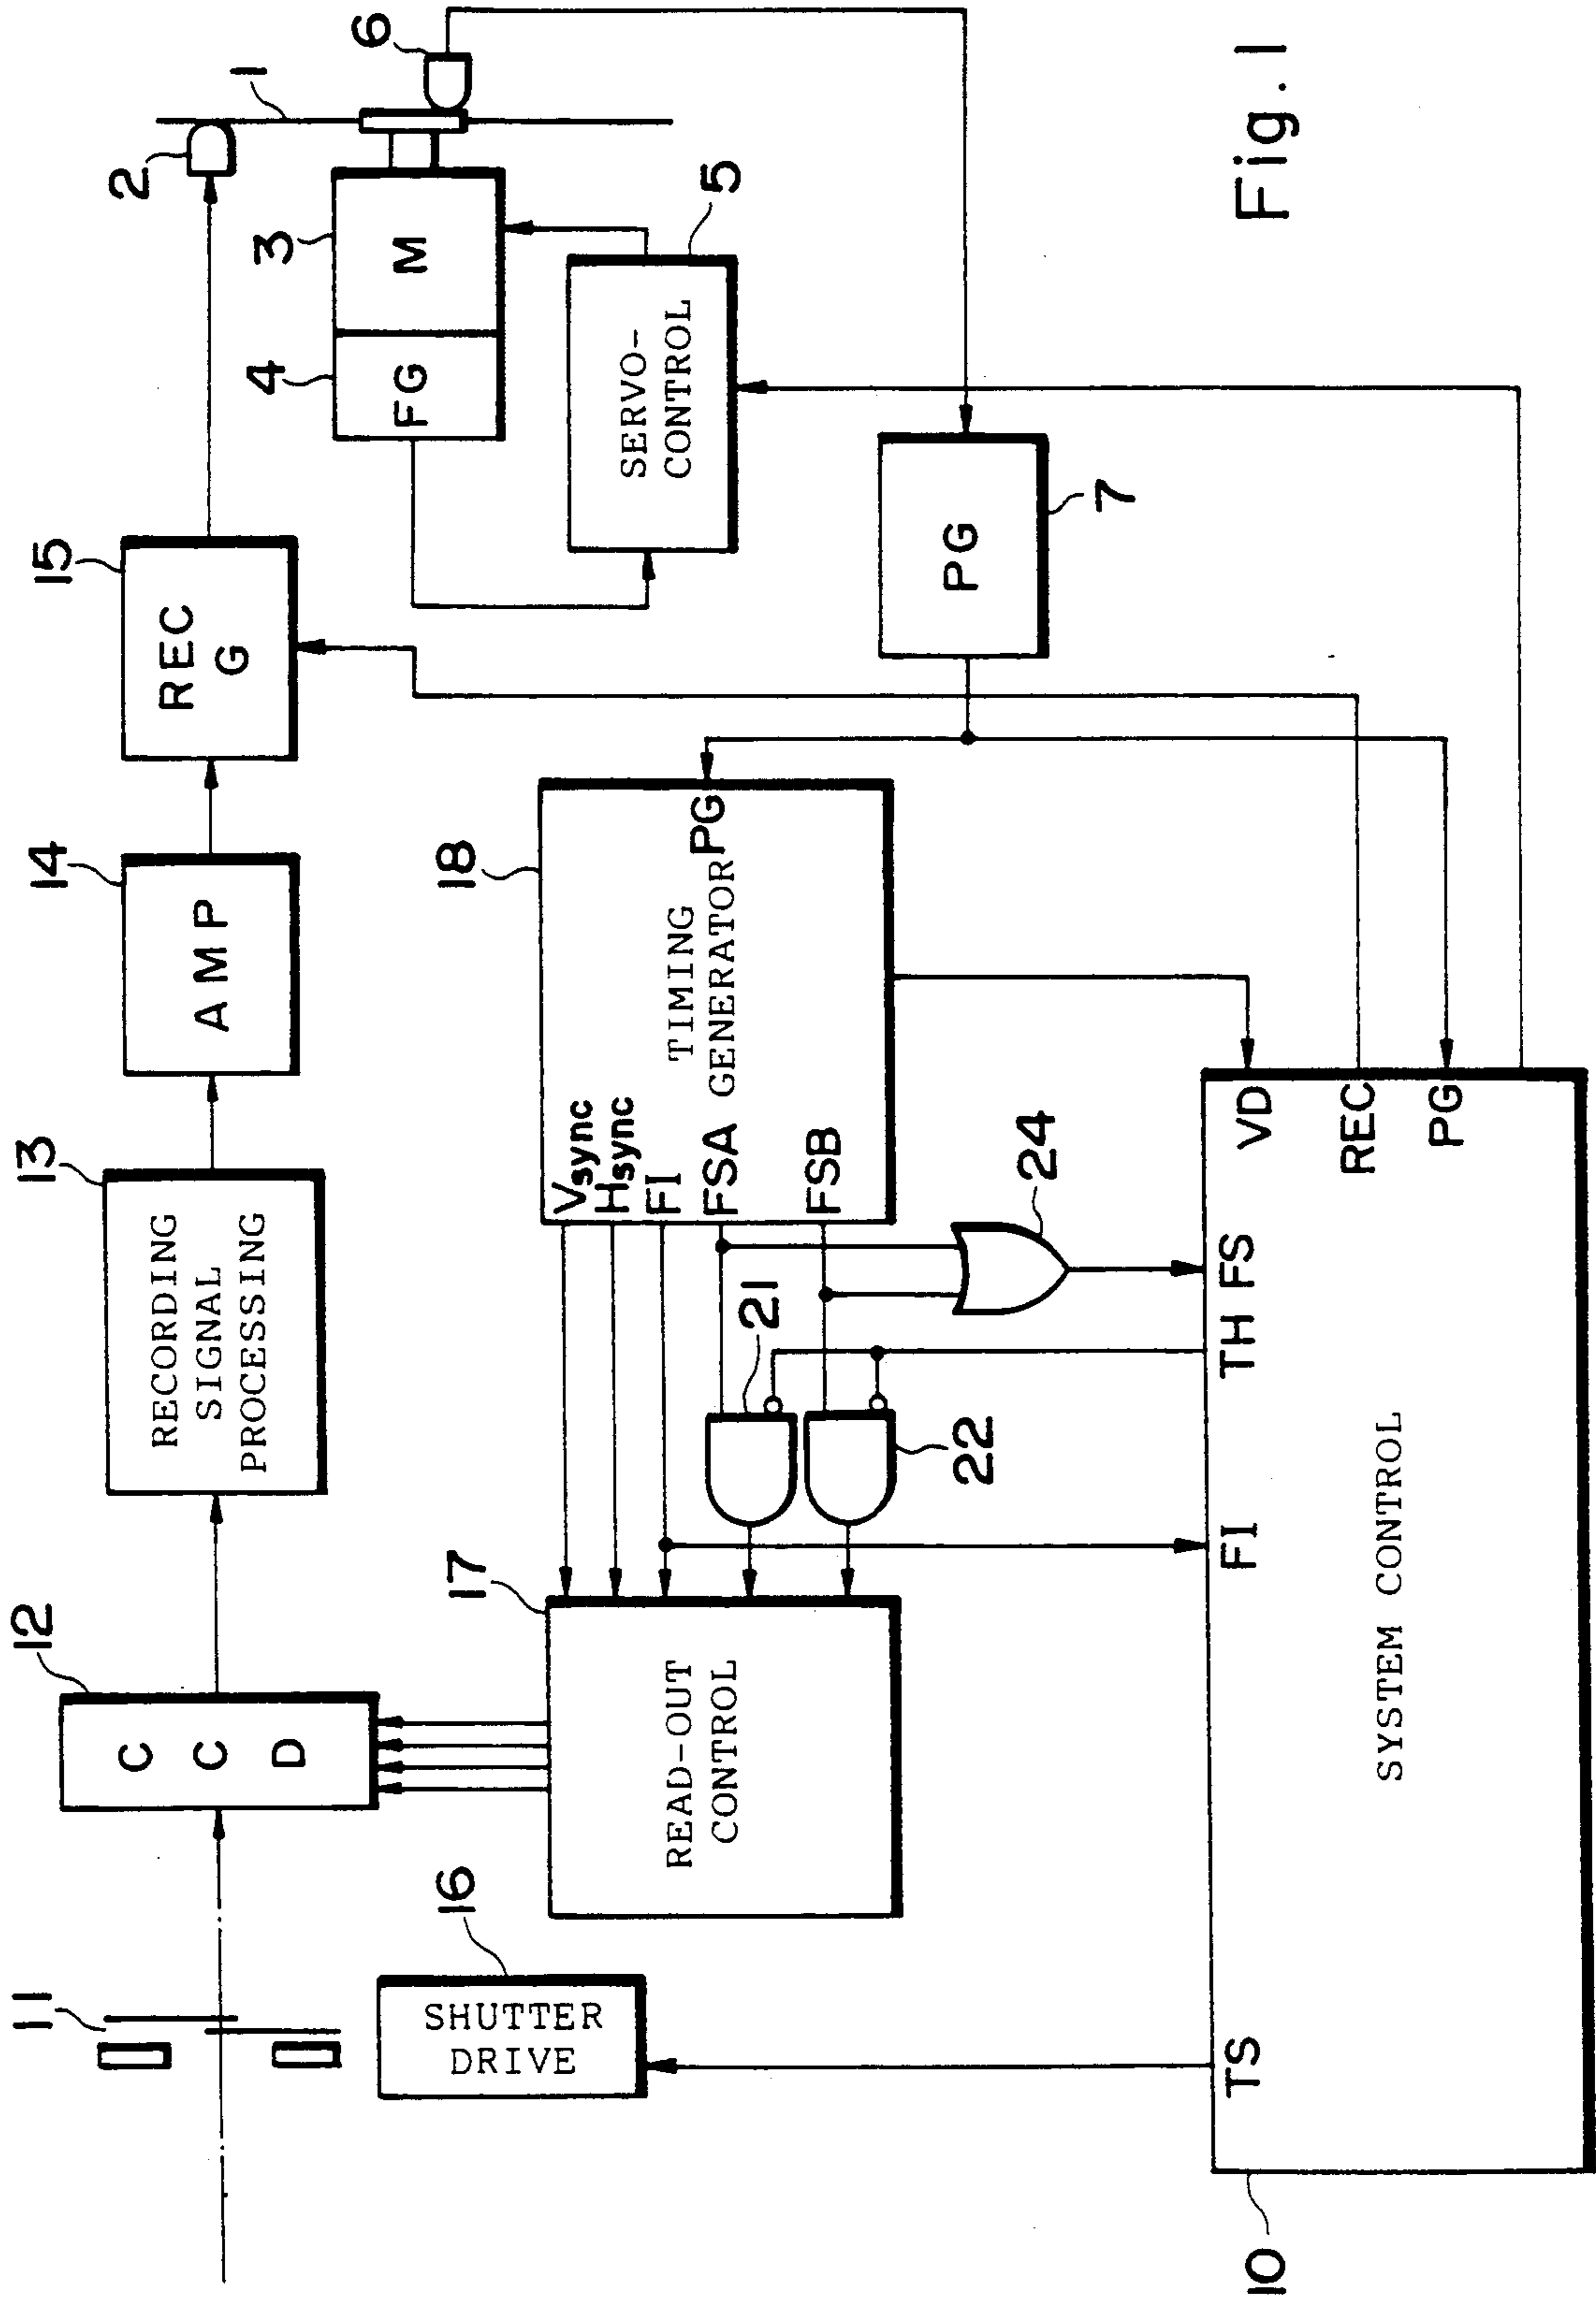 11
12
C C D
13
RECORDING
SIGNAL
PROCESSING
14
AMP
15
REC
G
2
1
6
3
M
4
FG
5
SERVO-
CONTROL
16
SHUTTER
DRIVE
17
READ-OUT
CONTROL
18
Vsync
Hsync
FI
FSA
FSB
TIMING
GENERATOR
PG
21
22
24
PG
7
10
TS
FI
TH
FS
VD
REC
PG
SYSTEM CONTROL
Fig. 1